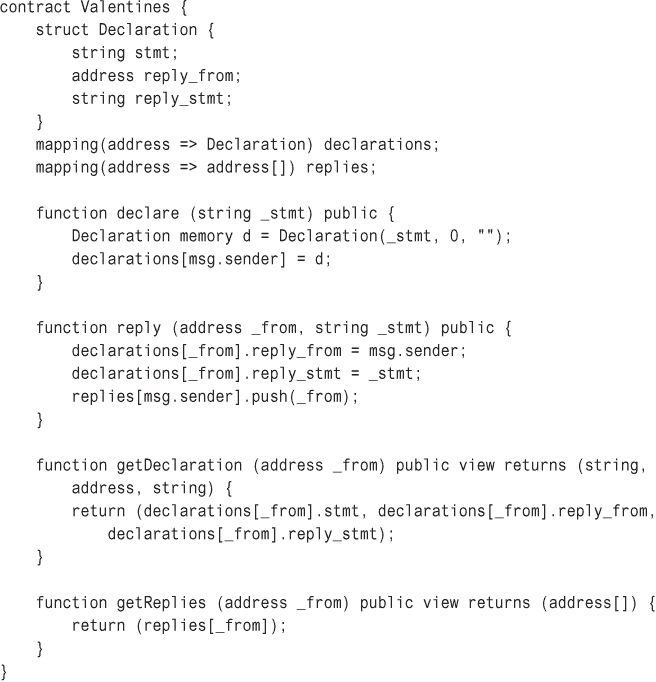 contract Valentines {
    struct Declaration {
        string stmt;
        address reply_from;
        string reply_stmt;
    }
    mapping(address => Declaration) declarations;
    mapping(address => address[]) replies;

    function declare (string _stmt) public {
        Declaration memory d = Declaration(_stmt, 0, "");
        declarations[msg.sender] = d;
    }

    function reply (address _from, string _stmt) public {
        declarations[_from].reply_from = msg.sender;
        declarations[_from].reply_stmt = _stmt;
        replies[msg.sender].push(_from);
    }

    function getDeclaration (address _from) public view returns (string,
        address, string) {
        return (declarations[_from].stmt, declarations[_from].reply_from,
            declarations[_from].reply_stmt);
    }

    function getReplies (address _from) public view returns (address[]) {
        return (replies[_from]);
    }
}